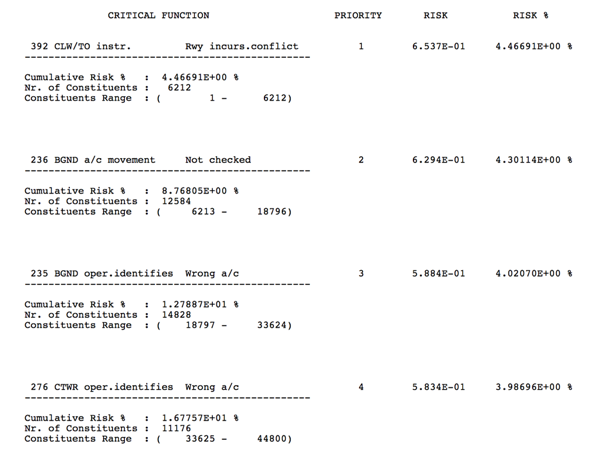 CRITICAL FUNCTION PRIORITY RISK RISK %
392 CLW/TO instr. Rwy incurs.conflict 1 6.537E-01 4.46691E+00 %
------------------------------------------------
Cumulative Risk % : 4.46691E+00 %
Nr. of Constituents : 6212
Constituents Range : ( 1 - 6212)
236 BGND a/c movement Not checked 2 6.294E-01 4.30114E+00 %
------------------------------------------------
Cumulative Risk % : 8.76805E+00 %
Nr. of Constituents : 12584
Constituents Range : ( 6213 - 18796)
235 BGND oper.identifies Wrong a/c 3 5.884E-01 4.02070E+00 %
------------------------------------------------
Cumulative Risk % : 1.27887E+01 %
Nr. of Constituents : 14828
Constituents Range : ( 18797 - 33624)
276 CTWR oper.identifies Wrong a/c 4 5.834E-01 3.98696E+00 %
------------------------------------------------
Cumulative Risk % : 1.67757E+01 %
Nr. of Constituents : 11176
Constituents Range : ( 33625 - 44800)